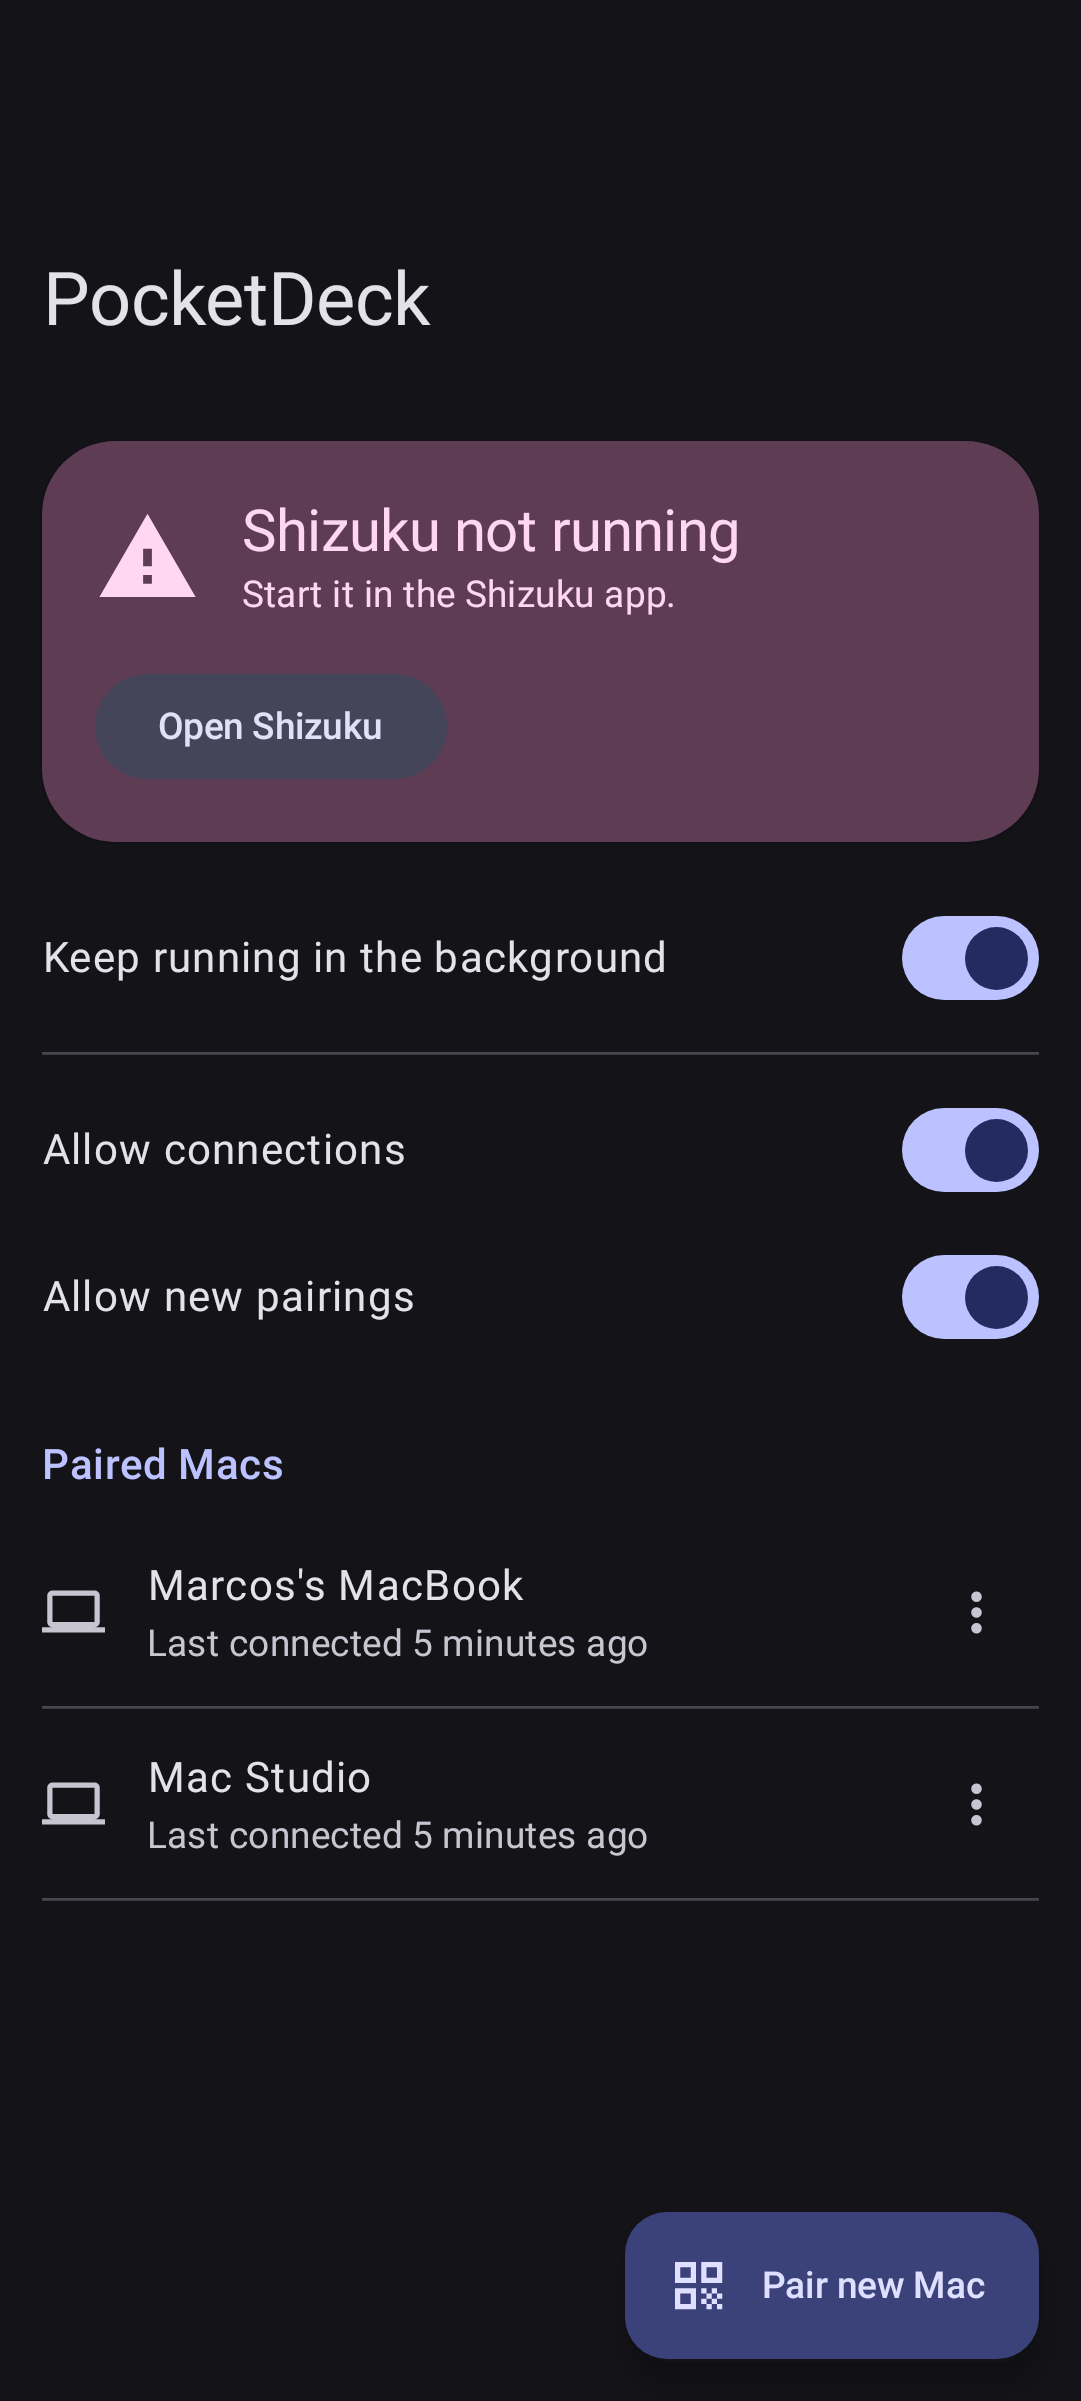 PocketDeck
Shizuku not running
Start it in the Shizuku app.
Open Shizuku
Keep running in the background
Allow connections
Allow new pairings
Paired Macs
Marcos's MacBook
Last connected 5 minutes ago
Mac Studio
Last connected 5 minutes ago
Pair new Mac